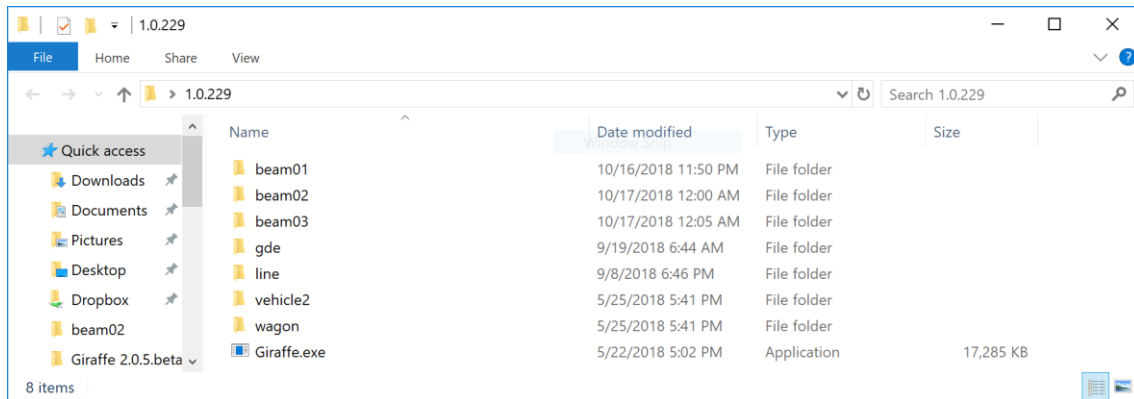 1.0.229
File Home Share View
1.0.229 Search 1.0.229
Name Date modified Type Size
Window Snip
Quick access
Downloads
Documents
Pictures
Desktop
Dropbox
beam02
Giraffe 2.0.5.beta
beam01 10/16/2018 11:50 PM File folder
beam02 10/17/2018 12:00 AM File folder
beam03 10/17/2018 12:05 AM File folder
gde 9/19/2018 6:44 AM File folder
line 9/8/2018 6:46 PM File folder
vehicle2 5/25/2018 5:41 PM File folder
wagon 5/25/2018 5:41 PM File folder
Giraffe.exe 5/22/2018 5:02 PM Application 17,285 KB
8 items